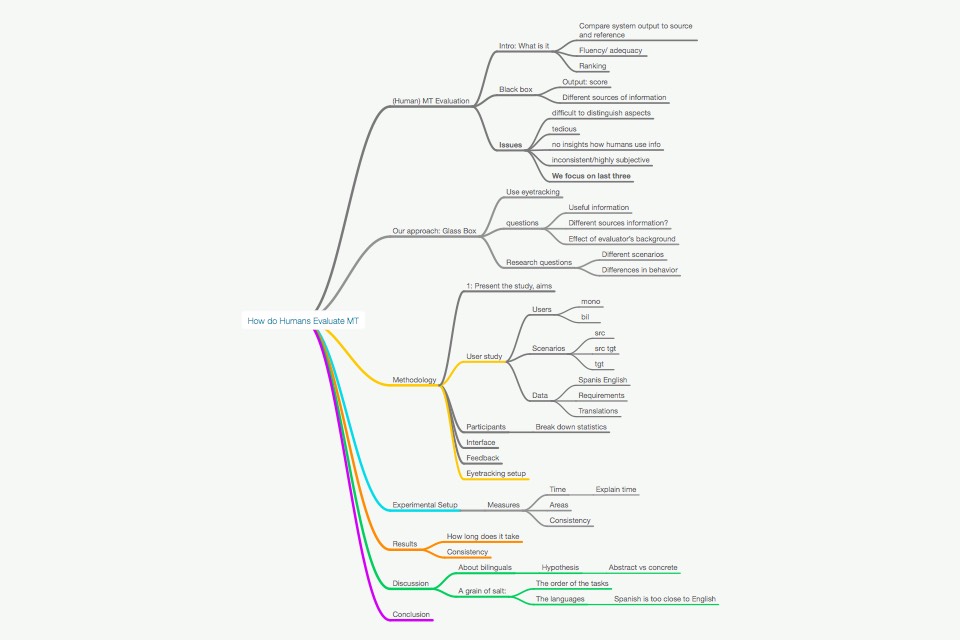 How do Humans Evaluate MT
(Human) MT Evaluation
Intro: What is it
Compare system output to source
and reference
Fluency/ adequacy
Ranking
Black box
Output: score
Different sources of information
Issues
difficult to distinguish aspects
tedious
no insights how humans use info
inconsistent/highly subjective
We focus on last three
Our approach: Glass Box
Use eyetracking
questions
Useful information
Different sources information?
Effect of evaluator's background
Research questions
Different scenarios
Differences in behavior
Methodology
1: Present the study, aims
User study
Users
mono
bil
Scenarios
src
src tgt
tgt
Data
Spanis English
Requirements
Translations
Participants
Break down statistics
Interface
Feedback
Eyetracking setup
Experimental Setup
Measures
Time
Explain time
Areas
Consistency
Results
How long does it take
Consistency
Discussion
About bilinguals
Hypothesis
Abstract vs concrete
A grain of salt:
The order of the tasks
The languages
Spanish is too close to English
Conclusion